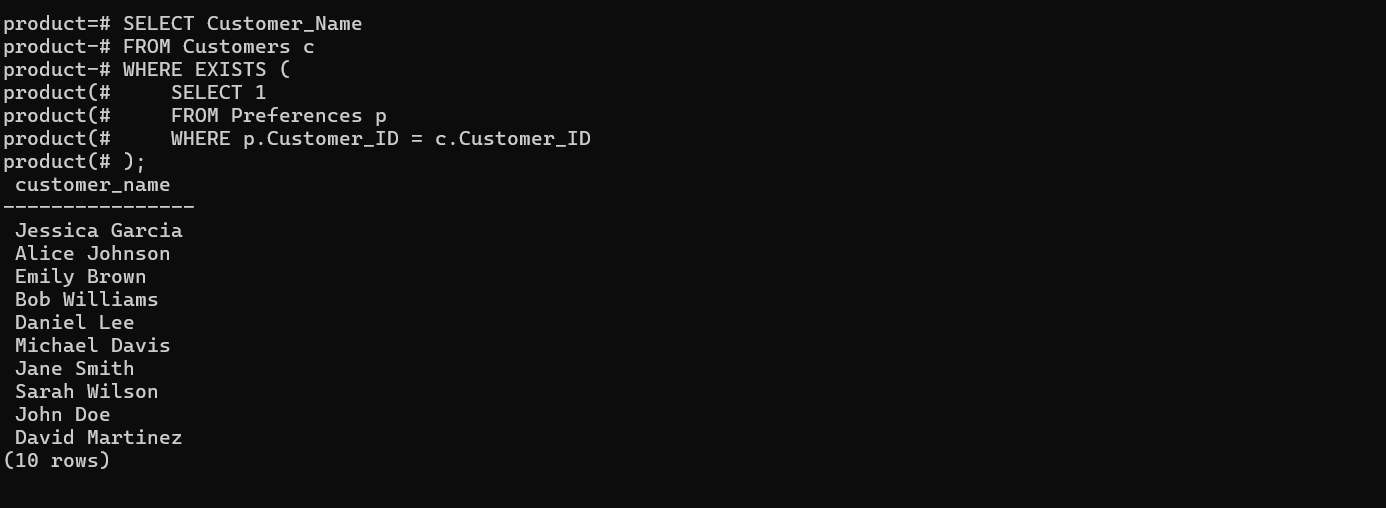 product=# SELECT Customer_Name
product-# FROM Customers c
product-# WHERE EXISTS (
product(#     SELECT 1
product(#     FROM Preferences p
product(#     WHERE p.Customer_ID = c.Customer_ID
product(# );
 customer_name
----------------
 Jessica Garcia
 Alice Johnson
 Emily Brown
 Bob Williams
 Daniel Lee
 Michael Davis
 Jane Smith
 Sarah Wilson
 John Doe
 David Martinez
(10 rows)